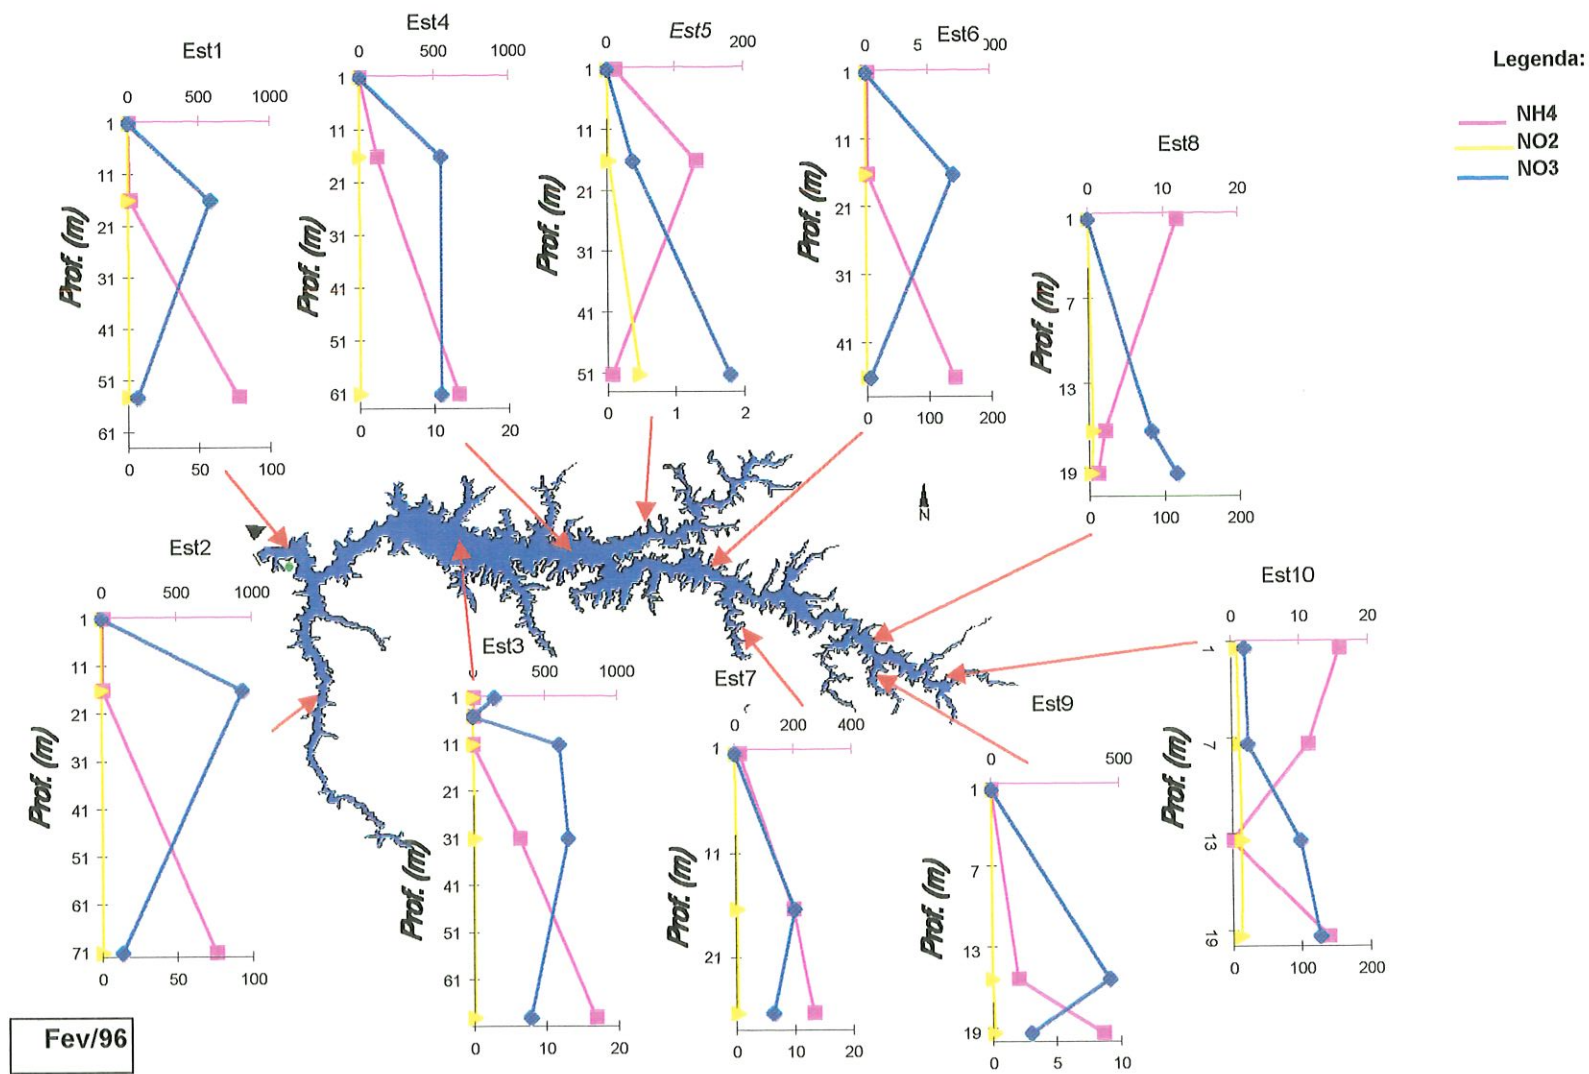 Est1
0 500 1000
1
11
21
31
41
51
61
Prof. (m)
0 50 100
Est4
0 500 1000
1
11
21
31
41
51
61
Prof. (m)
0 10 20
Est5
0 200
1
11
21
31
41
51
Prof. (m)
0 1 2
Est6
0 5 000
1
11
21
31
41
Prof. (m)
0 100 200
Legenda:
NH4
NO2
NO3
Est8
0 10 20
1
7
13
19
Prof. (m)
0 100 200
N
Est2
0 500 1000
1
11
21
31
41
51
61
71
Prof. (m)
0 50 100
Est3
500 1000
1
11
21
31
41
51
61
Prof. (m)
0 10 20
Est7
0 200 400
1
11
21
Prof. (m)
0 10 20
Est9
0 500
1
7
13
19
Prof. (m)
0 5 10
Est10
0 10 20
1
7
13
19
Prof. (m)
0 100 200
Fev/96